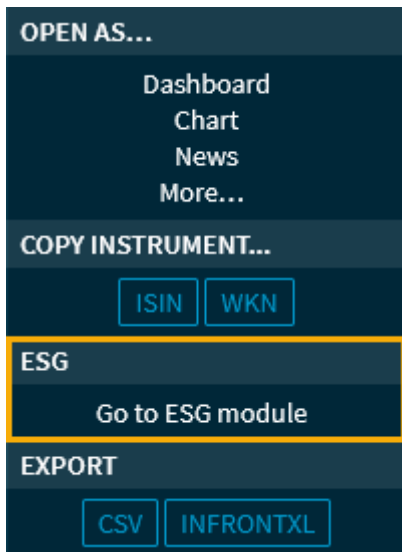 OPEN AS...
Dashboard
Chart
News
More...
COPY INSTRUMENT...
ISIN WKN
ESG
Go to ESG module
EXPORT
CSV INFRONTXL